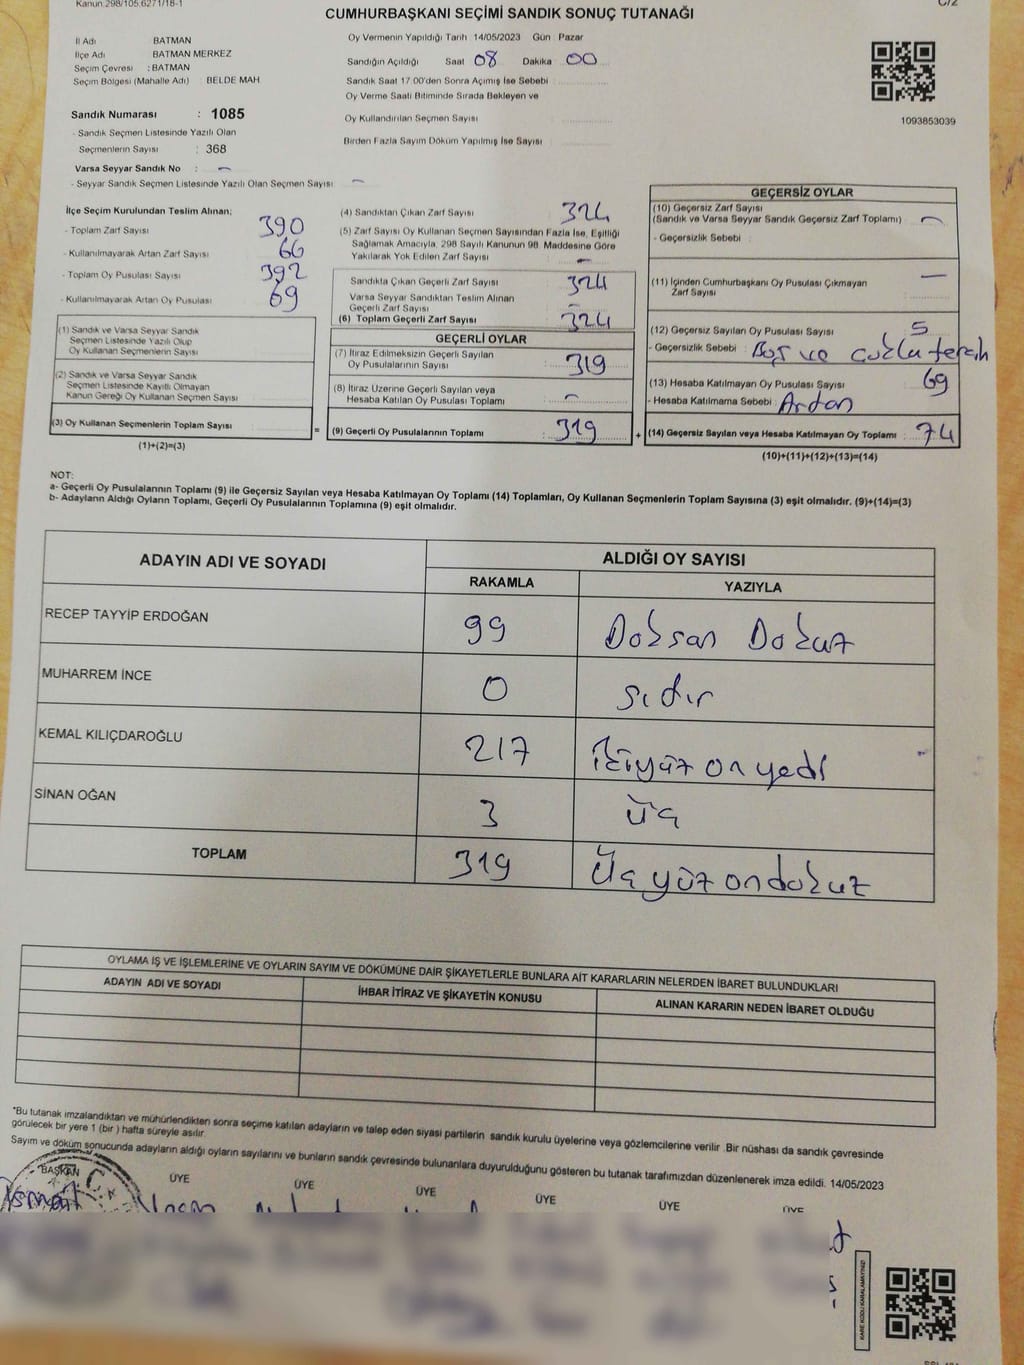 Kanun 298/105.6271/18-1
C/2
CUMHURBAŞKANI SEÇİMİ SANDIK SONUÇ TUTANAĞI
İl Adı BATMAN
İlçe Adı BATMAN MERKEZ
Seçim Çevresi : BATMAN
Seçim Bölgesi (Mahalle Adı) : BELDE MAH
Oy Vermenin Yapıldığı Tarih 14/05/2023 Gün Pazar
Sandığın Açıldığı Saat 08 Dakika 00
Sandık Saat 17.00'den Sonra Açımış İse Sebebi
Oy Verme Saati Bitiminde Sırada Bekleyen ve
Oy Kullandırılan Seçmen Sayısı
Birden Fazla Sayım Döküm Yapılmış İse Sayısı
1093853039
Sandık Numarası : 1085
- Sandık Seçmen Listesinde Yazılı Olan
Seçmenlerin Sayısı : 368
Varsa Seyyar Sandık No : -
- Seyyar Sandık Seçmen Listesinde Yazılı Olan Seçmen Sayısı -
İlçe Seçim Kurulundan Teslim Alınan:
- Toplam Zarf Sayısı 390
- Kullanılmayarak Artan Zarf Sayısı 66
- Toplam Oy Pusulası Sayısı 392
- Kullanılmayarak Artan Oy Pusulası 69
(1) Sandık ve Varsa Seyyar Sandık
Seçmen Listesinde Yazılı Olup
Oy Kullanan Seçmenlerin Sayısı
(2) Sandık ve Varsa Seyyar Sandık
Seçmen Listesinde Kayıtlı Olmayan
Kanun Gereği Oy Kullanan Seçmen Sayısı
(3) Oy Kullanan Seçmenlerin Toplam Sayısı =
(1)+(2)=(3)
(4) Sandıktan Çıkan Zarf Sayısı 324
(5) Zarf Sayısı Oy Kullanan Seçmen Sayısından Fazla İse, Eşitliği
Sağlamak Amacıyla, 298 Sayılı Kanunun 98. Maddesine Göre
Yakılarak Yok Edilen Zarf Sayısı -
Sandıkta Çıkan Geçerli Zarf Sayısı 324
Varsa Seyyar Sandıktan Teslim Alınan
Geçerli Zarf Sayısı -
(6) Toplam Geçerli Zarf Sayısı 324
GEÇERLİ OYLAR
(7) İtiraz Edilmeksizin Geçerli Sayılan
Oy Pusulalarının Sayısı 319
(8) İtiraz Üzerine Geçerli Sayılan veya
Hesaba Katılan Oy Pusulası Toplamı -
(9) Geçerli Oy Pusulalarının Toplamı : 319 +
GEÇERSİZ OYLAR
(10) Geçersiz Zarf Sayısı
(Sandık ve Varsa Seyyar Sandık Geçersiz Zarf Toplamı) -
- Geçersizlik Sebebi :
(11) İçinden Cumhurbaşkanı Oy Pusulası Çıkmayan
Zarf Sayısı -
(12) Geçersiz Sayılan Oy Pusulası Sayısı 5
- Geçersizlik Sebebi : Boş ve çoklu tercih
(13) Hesaba Katılmayan Oy Pusulası Sayısı 69
- Hesaba Katılmama Sebebi : Artan
(14) Geçersiz Sayılan veya Hesaba Katılmayan Oy Toplamı : 74
(10)+(11)+(12)+(13)=(14)
NOT:
a- Geçerli Oy Pusulalarının Toplamı (9) ile Geçersiz Sayılan veya Hesaba Katılmayan Oy Toplamı (14) Toplamları, Oy Kullanan Seçmenlerin Toplam Sayısına (3) eşit olmalıdır. (9)+(14)=(3)
b- Adayların Aldığı Oyların Toplamı, Geçerli Oy Pusulalarının Toplamına (9) eşit olmalıdır.
ADAYIN ADI VE SOYADI
ALDIĞI OY SAYISI
RAKAMLA YAZIYLA
RECEP TAYYİP ERDOĞAN 99 Doksan Dokuz
MUHARREM İNCE 0 Sıfır
KEMAL KILIÇDAROĞLU 217 İkiyüz on yedi
SİNAN OĞAN 3 üç
TOPLAM 319 Üçyüz ondokuz
OYLAMA İŞ VE İŞLEMLERİNE VE OYLARIN SAYIM VE DÖKÜMÜNE DAİR ŞİKAYETLERLE BUNLARA AİT KARARLARIN NELERDEN İBARET BULUNDUKLARI
ADAYIN ADI VE SOYADI İHBAR İTİRAZ VE ŞİKAYETİN KONUSU ALINAN KARARIN NEDEN İBARET OLDUĞU
*Bu tutanak imzalandıktan ve mühürlendikten sonra seçime katılan adayların ve talep eden siyasi partilerin sandık kurulu üyelerine veya gözlemcilerine verilir. Bir nüshası da sandık çevresinde
görülecek bir yere 1 (bir ) hafta süreyle asılır.
Sayım ve döküm sonucunda adayların aldığı oyların sayılarını ve bunların sandık çevresinde bulunanlara duyurulduğunu gösteren bu tutanak tarafımızdan düzenlenerek imza edildi. 14/05/2023
BAŞKAN ÜYE ÜYE ÜYE ÜYE ÜYE ÜYE
KARE KODU KARALAMAYINIZ!